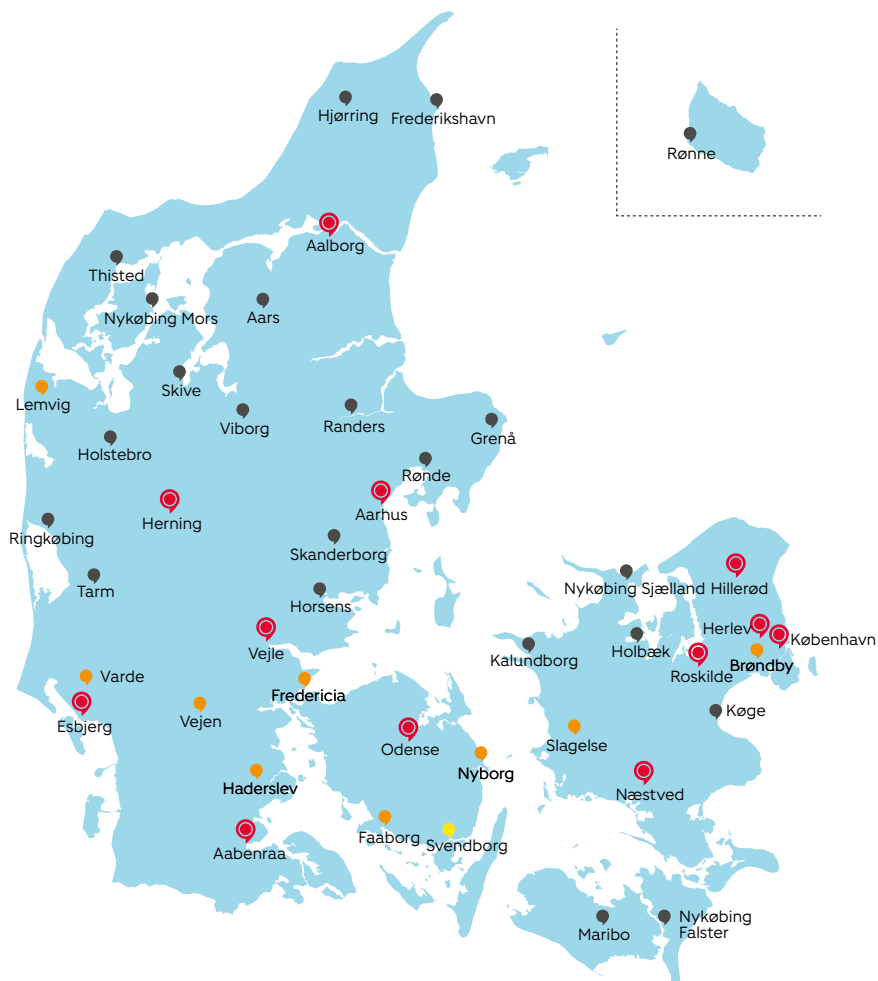 Hjørring
Frederikshavn
Rønne
Aalborg
Thisted
Nykøbing Mors
Aars
Skive
Lemvig
Viborg
Randers
Grenå
Holstebro
Rønde
Herning
Aarhus
Ringkøbing
Skanderborg
Tarm
Horsens
Nykøbing Sjælland
Hillerød
Herlev
København
Vejle
Kalundborg
Holbæk
Roskilde
Brøndby
Varde
Fredericia
Esbjerg
Vejen
Køge
Odense
Slagelse
Nyborg
Haderslev
Næstved
Faaborg
Svendborg
Aabenraa
Maribo
Nykøbing
Falster